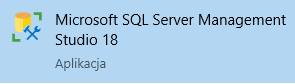 Microsoft SQL Server Management
Studio 18
Aplikacja